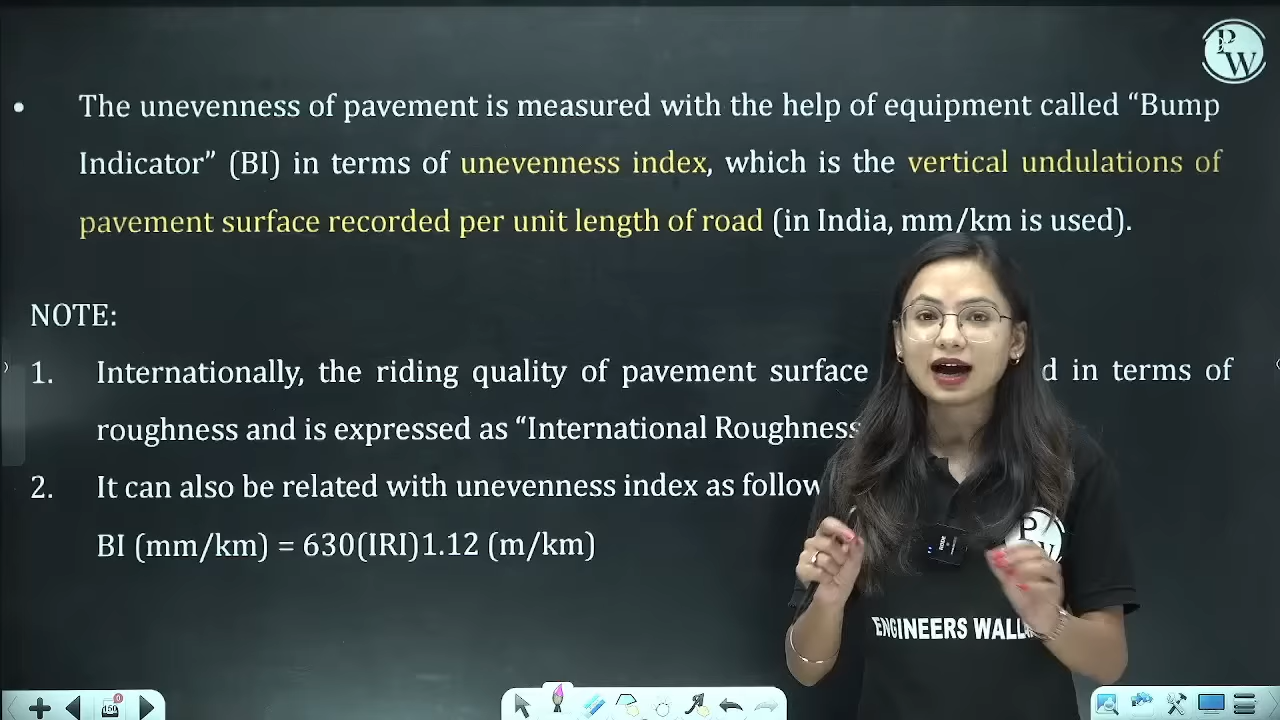 PW
• The unevenness of pavement is measured with the help of equipment called “Bump
Indicator” (BI) in terms of unevenness index, which is the vertical undulations of
pavement surface recorded per unit length of road (in India, mm/km is used).
NOTE:
1. Internationally, the riding quality of pavement surface d in terms of
roughness and is expressed as “International Roughness
2. It can also be related with unevenness index as follow
BI (mm/km) = 630(IRI)1.12 (m/km)
PW
ENGINEERS WALL